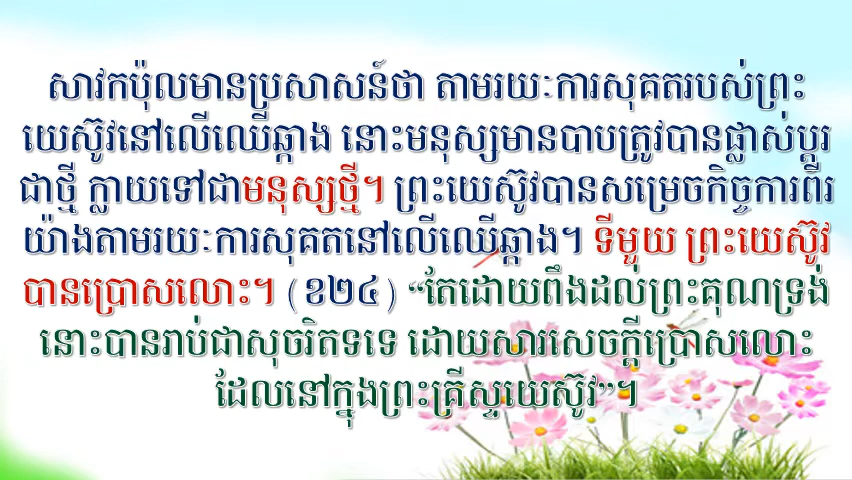 សាវកប៉ុលមានប្រសាសន៍ថា តាមរយៈការសុគតរបស់ព្រះ
យេស៊ូវនៅលើឈើឆ្កាង នោះមនុស្សមានបាបត្រូវបានផ្លាស់ប្តូរ
ជាថ្មី ក្លាយទៅជាមនុស្សថ្មី។ ព្រះយេស៊ូវបានសម្រេចកិច្ចការពីរ
យ៉ាងតាមរយៈការសុគតនៅលើឈើឆ្កាង។ ទីមួយ ព្រះយេស៊ូវ
បានប្រោសលោះ។ (ខ២៤) “តែដោយពឹងដល់ព្រះគុណទ្រង់
នោះបានរាប់ជាសុចរិតទទេ ដោយសារសេចក្តីប្រោសលោះ
ដែលនៅក្នុងព្រះគ្រីស្ទយេស៊ូវ”។